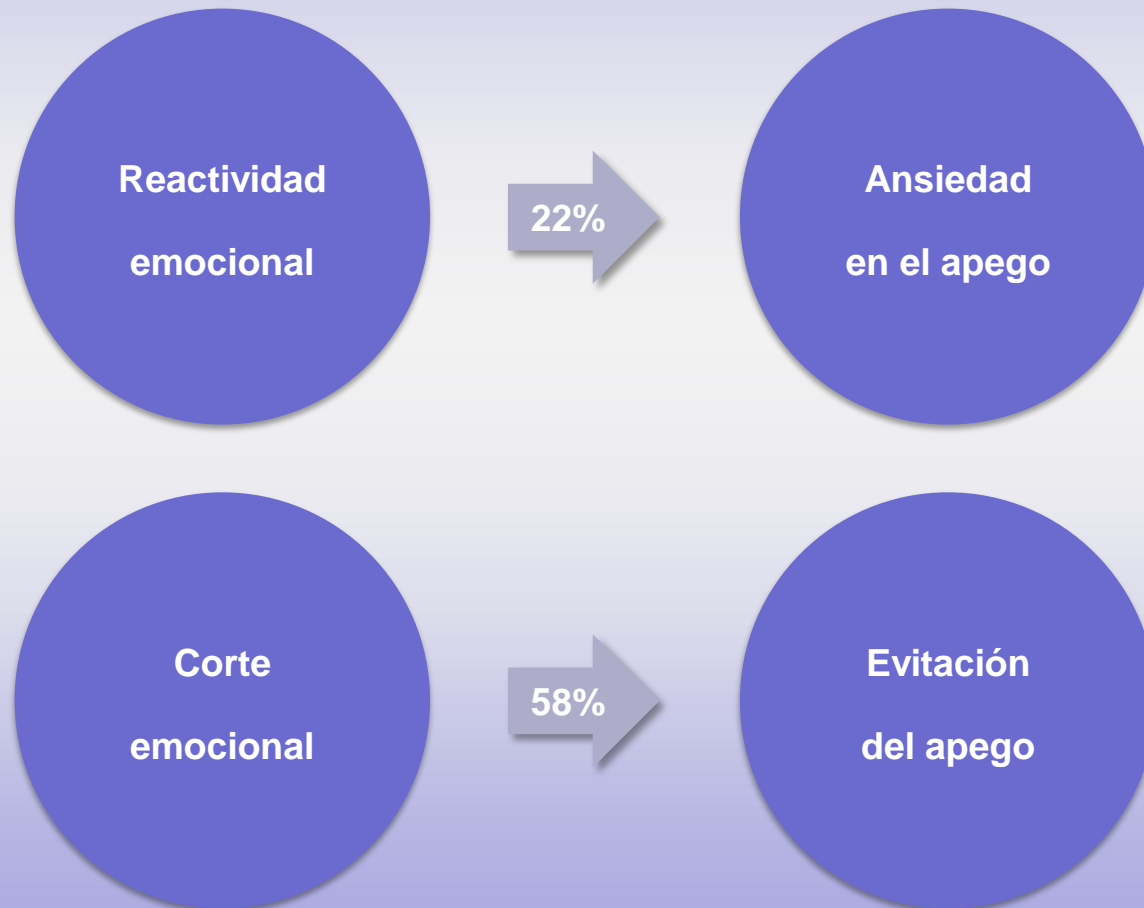 Reactividad
emocional
22%
Ansiedad
en el apego
Corte
emocional
58%
Evitación
del apego